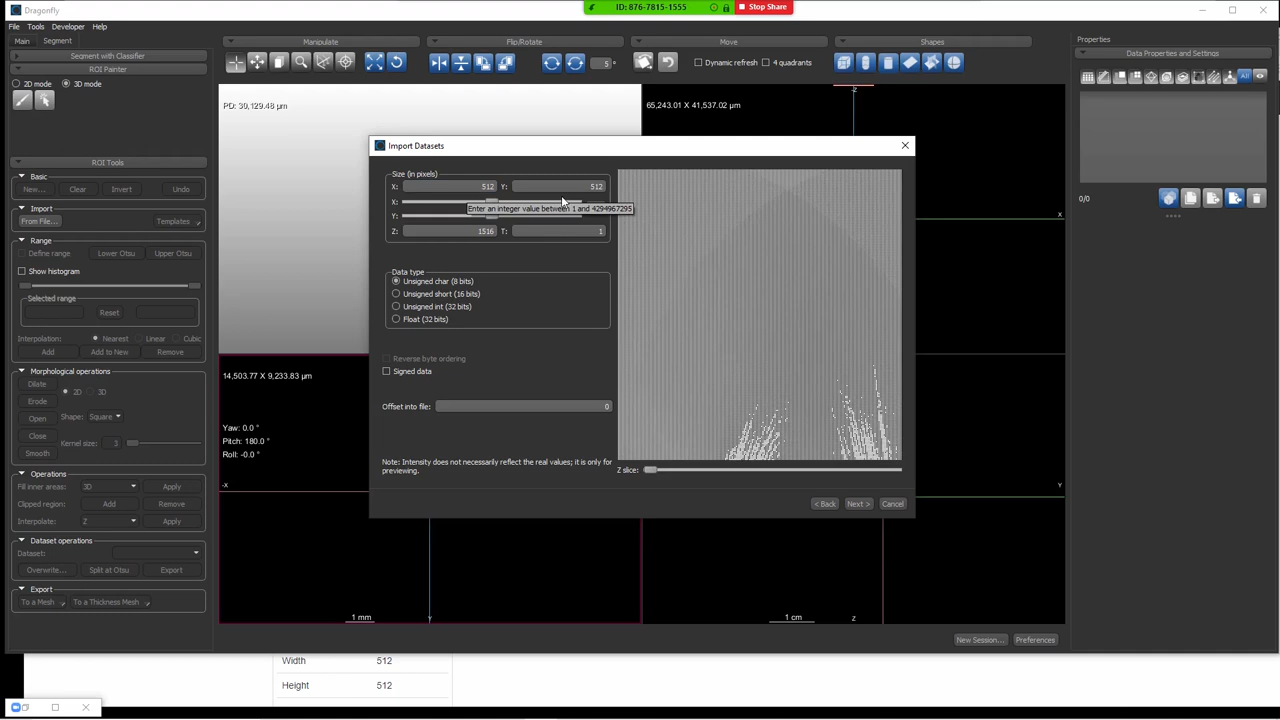 Dragonfly
ID: 876-7815-1555
Stop Share
File Tools Developer Help
Main Segment
Segment with Classifier
ROI Painter
2D mode 3D mode
ROI Tools
Basic
New... Clear Invert Undo
Import
From File... Templates
Range
Define range Lower Otsu Upper Otsu
Show histogram
Selected range
Reset
Interpolation: Nearest Linear Cubic
Add Add to New Remove
Morphological operations
Dilate
2D 3D
Erode
Open Shape: Square
Close
Kernel size: 3
Smooth
Operations
Fill inner areas: 3D Apply
Clipped region: Add Remove
Interpolate: Z Apply
Dataset operations
Dataset:
Overwrite... Split at Otsu Export
Export
To a Mesh To a Thickness Mesh
Manipulate Flip/Rotate Move Shapes
5 °
Dynamic refresh 4 quadrants
PD: 30,129.48 µm
65,243.01 X 41,537.02 µm
-Z
X
14,503.77 X 9,233.83 µm
Yaw: 0.0 °
Pitch: 180.0 °
Roll: -0.0 °
-X
Y
1 mm
Y
1 cm
Z
Import Datasets
Size (in pixels)
X: 512 Y: 512
X:
Enter an integer value between 1 and 4294967295
Y:
Z: 1516 T: 1
Data type
Unsigned char (8 bits)
Unsigned short (16 bits)
Unsigned int (32 bits)
Float (32 bits)
Reverse byte ordering
Signed data
Offset into file: 0
Note: Intensity does not necessarily reflect the real values; it is only for
previewing.
Z slice:
< Back Next > Cancel
Properties
Data Properties and Settings
All
0/0
New Session... Preferences
Width 512
Height 512